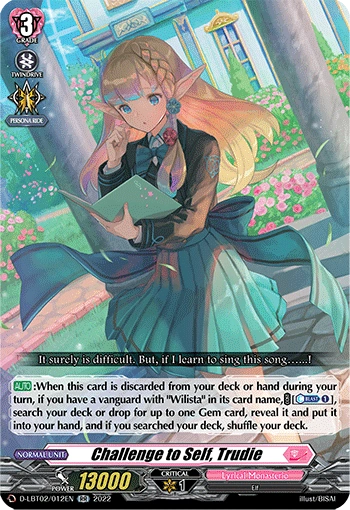 3
GRADE
TWINDRIVE
PERSONA RIDE
It surely is difficult. But, if I learn to sing this song……!
AUTO:When this card is discarded from your deck or hand during your
turn, if you have a vanguard with "Wilista" in its card name, [C BLAST 1],
search your deck or drop for up to one Gem card, reveal it and put it
into your hand, and if you searched your deck, shuffle your deck.
NORMAL UNIT
Challenge to Self, Trudie
POWER 13000
CRITICAL
1
Lyrical Monasterio
D-LBT02/012EN RR 2022
illust/BISAI